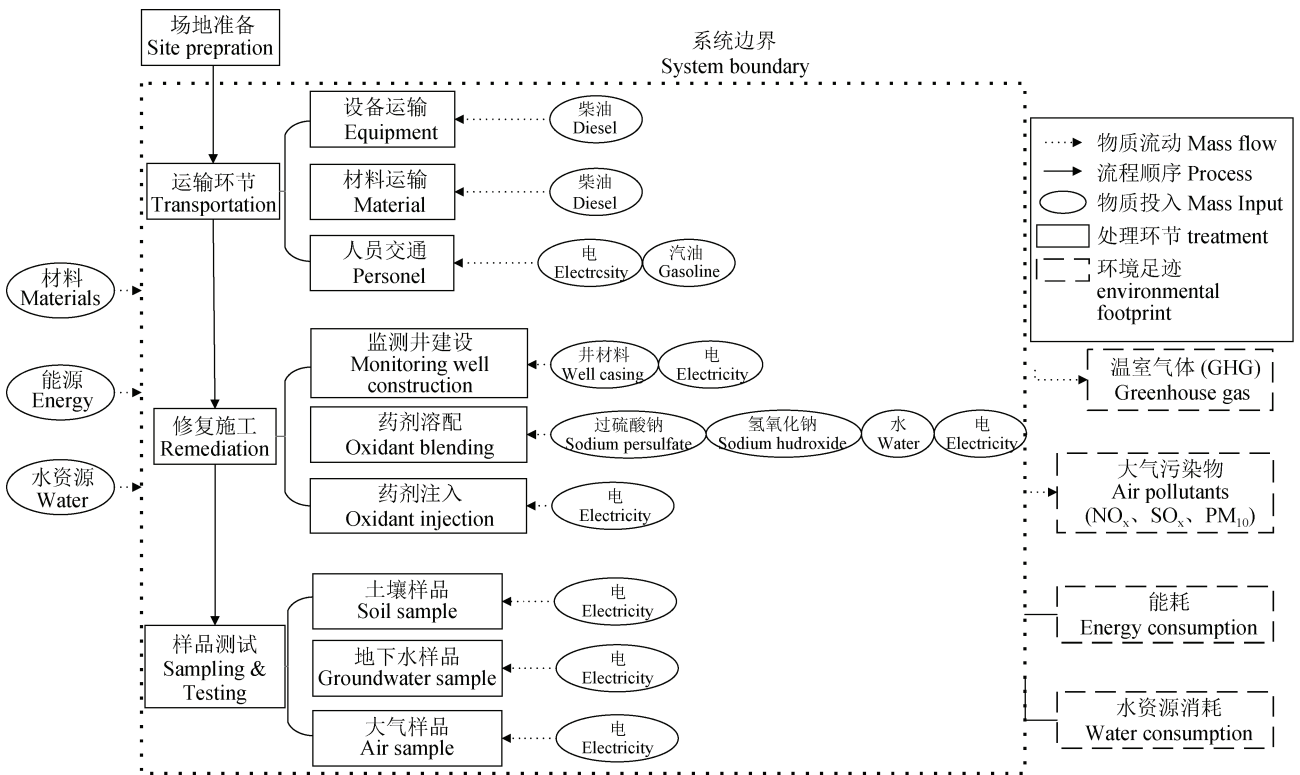 场地准备
Site prepration
系统边界
System boundary
设备运输
Equipment
柴油
Diesel
运输环节
Transportation
材料运输
Material
柴油
Diesel
人员交通
Personel
电
Electrcsity
汽油
Gasoline
材料
Materials
能源
Energy
水资源
Water
监测井建设
Monitoring well
construction
井材料
Well casing
电
Electricity
修复施工
Remediation
药剂溶配
Oxidant blending
过硫酸钠
Sodium persulfate
氢氧化钠
Sodium hudroxide
水
Water
电
Electricity
药剂注入
Oxidant injection
电
Electricity
样品测试
Sampling &
Testing
土壤样品
Soil sample
电
Electricity
地下水样品
Groundwater sample
电
Electricity
大气样品
Air sample
电
Electricity
物质流动 Mass flow
流程顺序 Process
物质投入 Mass Input
处理环节 treatment
环境足迹
environmental
footprint
温室气体 (GHG)
Greenhouse gas
大气污染物
Air pollutants
(NOx、SOx、PM10)
能耗
Energy consumption
水资源消耗
Water consumption